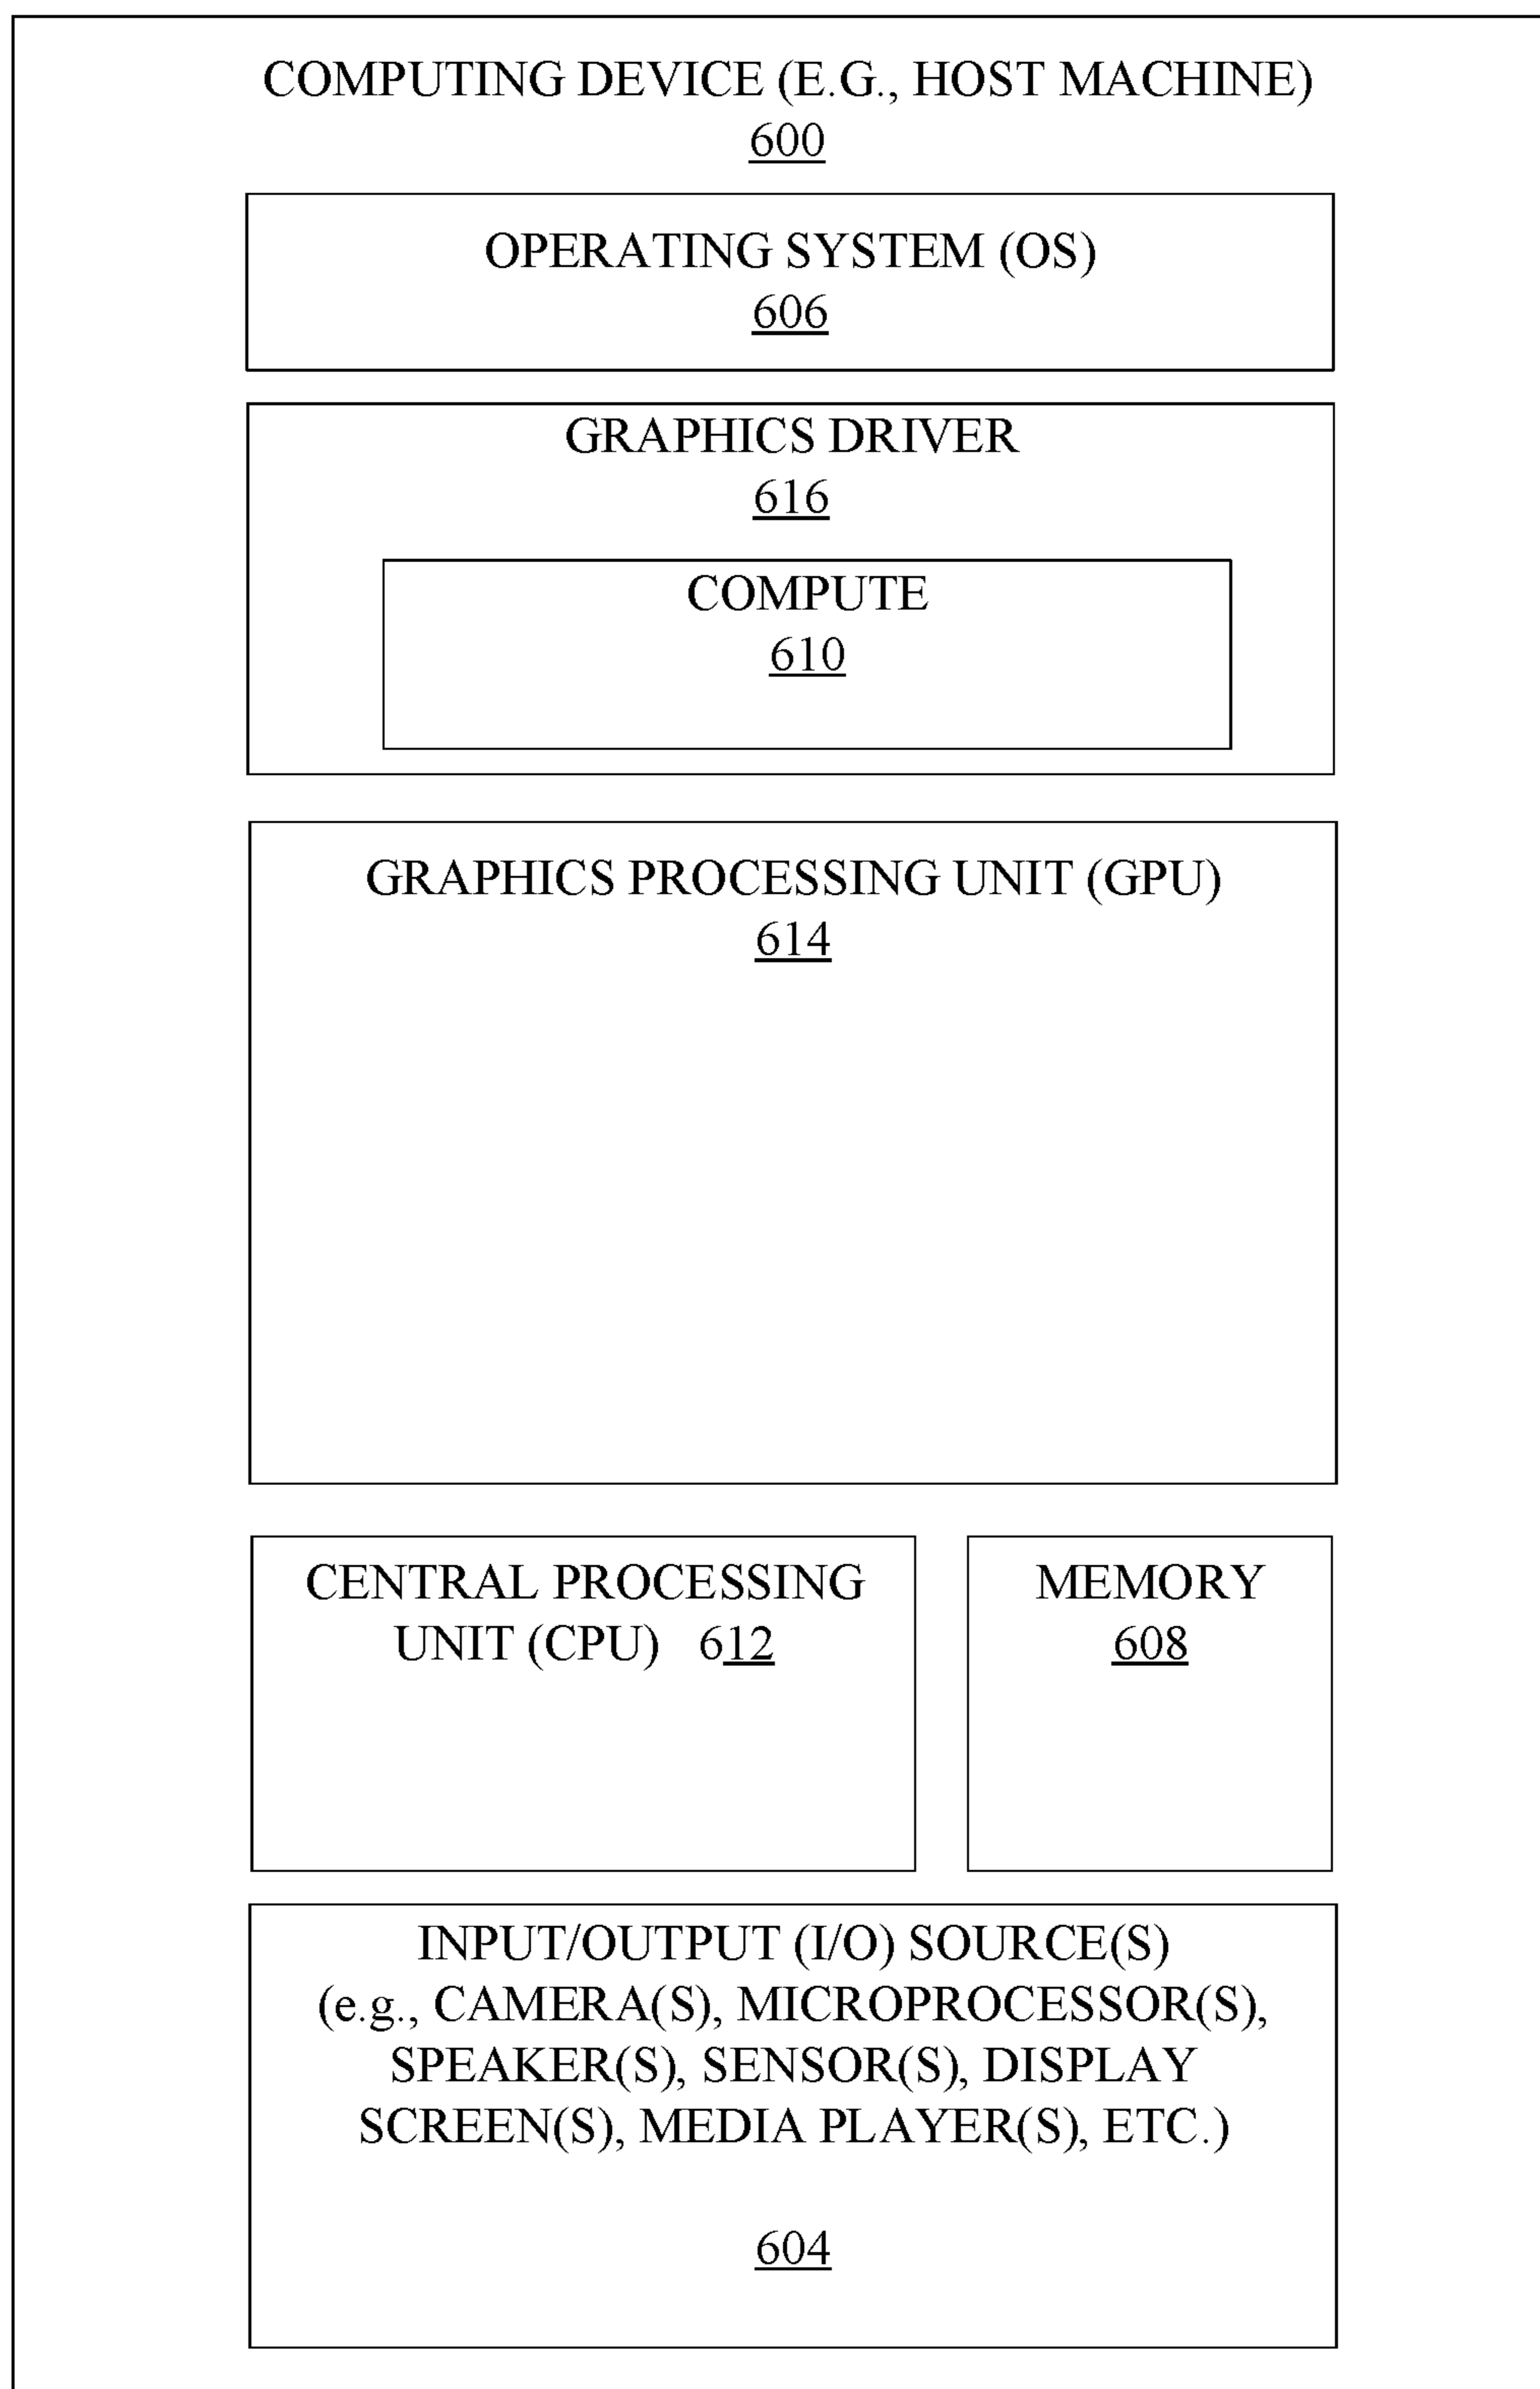 COMPUTING DEVICE (E.G., HOST MACHINE)
600
OPERATING SYSTEM (OS)
606
GRAPHICS DRIVER
616
COMPUTE
610
GRAPHICS PROCESSING UNIT (GPU)
614
CENTRAL PROCESSING
UNIT (CPU) 612
MEMORY
608
INPUT/OUTPUT (I/O) SOURCE(S)
(e.g., CAMERA(S), MICROPROCESSOR(S),
SPEAKER(S), SENSOR(S), DISPLAY
SCREEN(S), MEDIA PLAYER(S), ETC.)
604